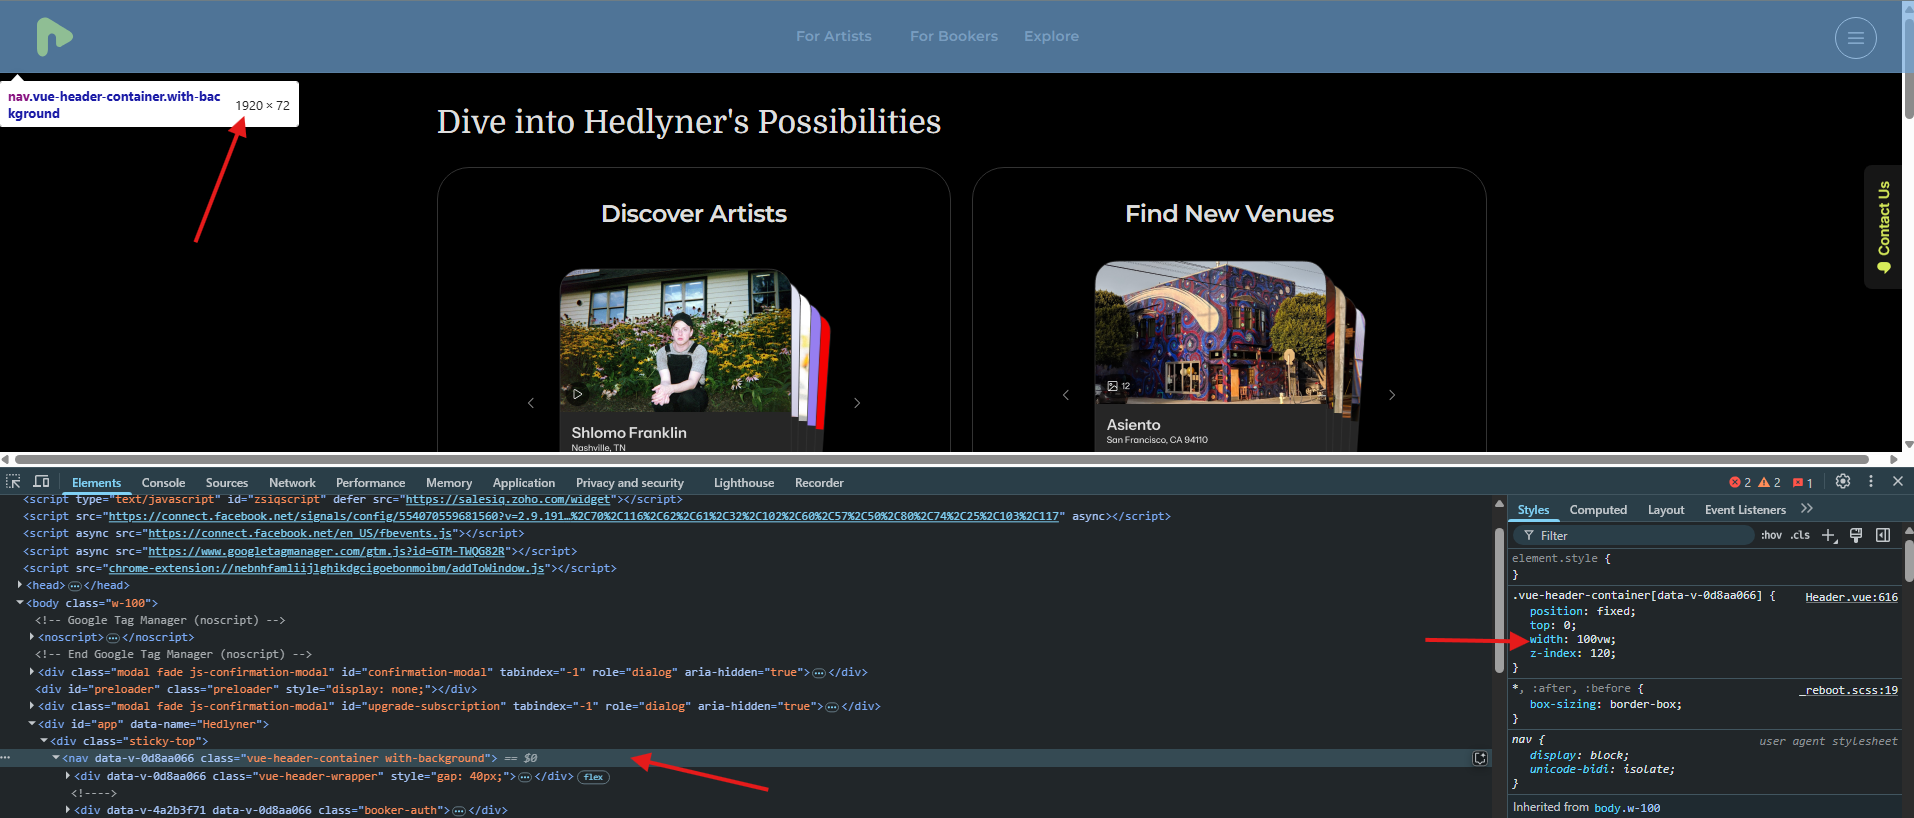 For Artists
For Bookers
Explore
nav.vue-header-container.with-bac
kground
1920 × 72
Dive into Hedlyner's Possibilities
Discover Artists
Find New Venues
Contact Us
12
Shlomo Franklin
Nashville, TN
Asiento
San Francisco, CA 94110
Elements Console Sources Network Performance Memory Application Privacy and security Lighthouse Recorder
2 2 1
<script type="text/javascript" id="zsiqscript" defer src="https://salesiq.zoho.com/widget"></script>
<script src="https://connect.facebook.net/signals/config/554070559681560?v=2.9.191…%2C70%2C116%2C62%2C61%2C32%2C102%2C60%2C57%2C50%2C80%2C74%2C25%2C103%2C117" async></script>
<script async src="https://connect.facebook.net/en_US/fbevents.js"></script>
<script async src="https://www.googletagmanager.com/gtm.js?id=GTM-TWQG82R"></script>
<script src="chrome-extension://nebnhfamliijlghikdgcigoebonmoibm/addToWindow.js"></script>
<head>…</head>
<body class="w-100">
<!-- Google Tag Manager (noscript) -->
<noscript>…</noscript>
<!-- End Google Tag Manager (noscript) -->
<div class="modal fade js-confirmation-modal" id="confirmation-modal" tabindex="-1" role="dialog" aria-hidden="true">…</div>
<div id="preloader" class="preloader" style="display: none;"></div>
<div class="modal fade js-confirmation-modal" id="upgrade-subscription" tabindex="-1" role="dialog" aria-hidden="true">…</div>
<div id="app" data-name="Hedlyner">
<div class="sticky-top">
<nav data-v-0d8aa066 class="vue-header-container with-background"> == $0
<div data-v-0d8aa066 class="vue-header-wrapper" style="gap: 40px;">…</div> flex
<!---->
<div data-v-4a2b3f71 data-v-0d8aa066 class="booker-auth">…</div>
Styles Computed Layout Event Listeners
Filter
:hov .cls
element.style {
}
.vue-header-container[data-v-0d8aa066] { Header.vue:616
position: fixed;
top: 0;
width: 100vw;
z-index: 120;
}
*, :after, :before { _reboot.scss:19
box-sizing: border-box;
}
nav { user agent stylesheet
display: block;
unicode-bidi: isolate;
}
Inherited from body.w-100